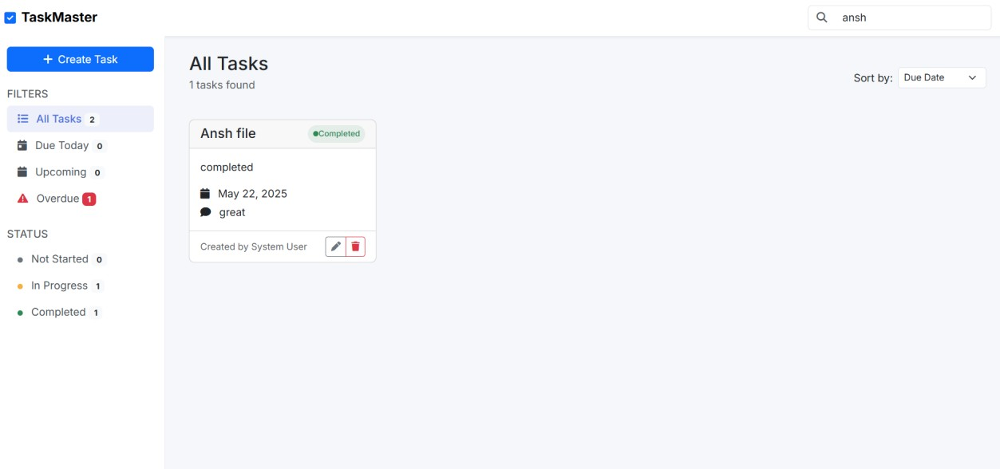 TaskMaster
ansh
Create Task
FILTERS
All Tasks 2
Due Today 0
Upcoming 0
Overdue 1
STATUS
Not Started 0
In Progress 1
Completed 1
All Tasks
1 tasks found
Sort by: Due Date
Ansh file Completed
completed
May 22, 2025
great
Created by System User